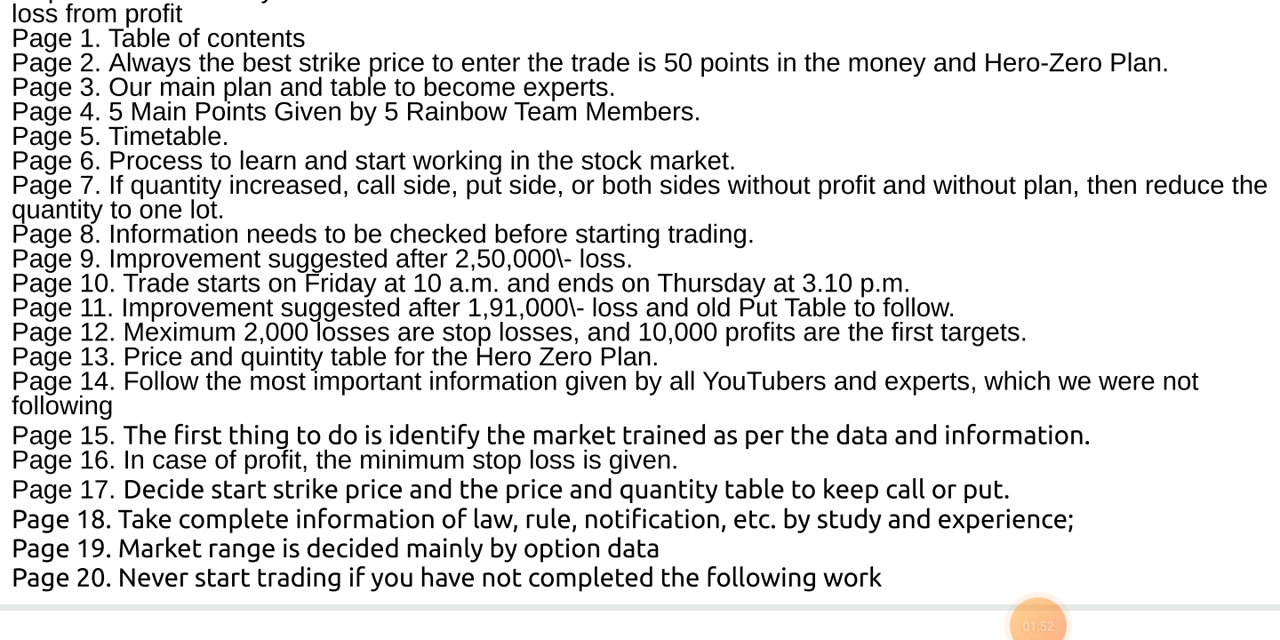 loss from profit
Page 1. Table of contents
Page 2. Always the best strike price to enter the trade is 50 points in the money and Hero-Zero Plan.
Page 3. Our main plan and table to become experts.
Page 4. 5 Main Points Given by 5 Rainbow Team Members.
Page 5. Timetable.
Page 6. Process to learn and start working in the stock market.
Page 7. If quantity increased, call side, put side, or both sides without profit and without plan, then reduce the
quantity to one lot.
Page 8. Information needs to be checked before starting trading.
Page 9. Improvement suggested after 2,50,000\- loss.
Page 10. Trade starts on Friday at 10 a.m. and ends on Thursday at 3.10 p.m.
Page 11. Improvement suggested after 1,91,000\- loss and old Put Table to follow.
Page 12. Meximum 2,000 losses are stop losses, and 10,000 profits are the first targets.
Page 13. Price and quintity table for the Hero Zero Plan.
Page 14. Follow the most important information given by all YouTubers and experts, which we were not
following
Page 15. The first thing to do is identify the market trained as per the data and information.
Page 16. In case of profit, the minimum stop loss is given.
Page 17. Decide start strike price and the price and quantity table to keep call or put.
Page 18. Take complete information of law, rule, notification, etc. by study and experience;
Page 19. Market range is decided mainly by option data
Page 20. Never start trading if you have not completed the following work
01:52